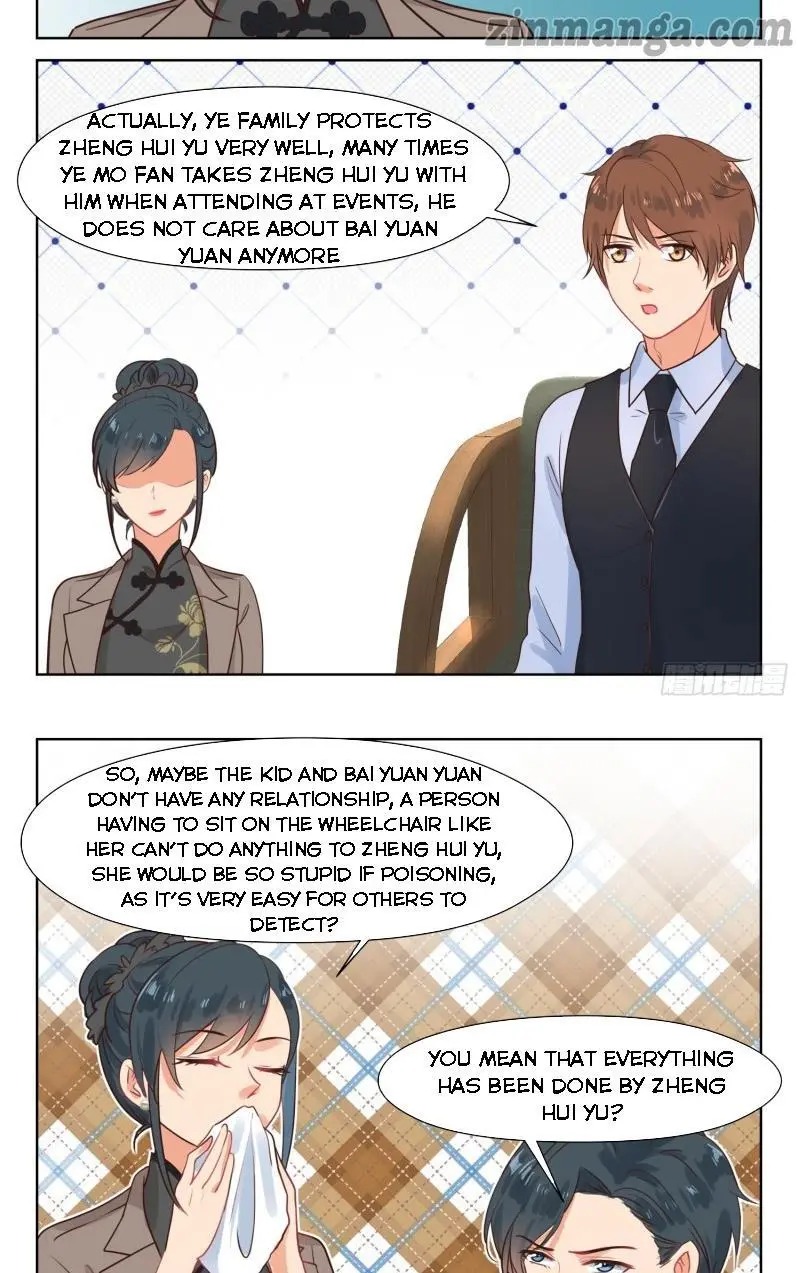 zinmanga.com
ACTUALLY, YE FAMILY PROTECTS
ZHENG HUI YU VERY WELL, MANY TIMES
YE MO FAN TAKES ZHENG HUI YU WITH
HIM WHEN ATTENDING AT EVENTS, HE
DOES NOT CARE ABOUT BAI YUAN
YUAN ANYMORE
腾讯动漫
SO, MAYBE THE KID AND BAI YUAN YUAN
DON'T HAVE ANY RELATIONSHIP, A PERSON
HAVING TO SIT ON THE WHEELCHAIR LIKE
HER CAN'T DO ANYTHING TO ZHENG HUI YU,
SHE WOULD BE SO STUPID IF POISONING,
AS IT'S VERY EASY FOR OTHERS TO
DETECT?
YOU MEAN THAT EVERYTHING
HAS BEEN DONE BY ZHENG
HUI YU?